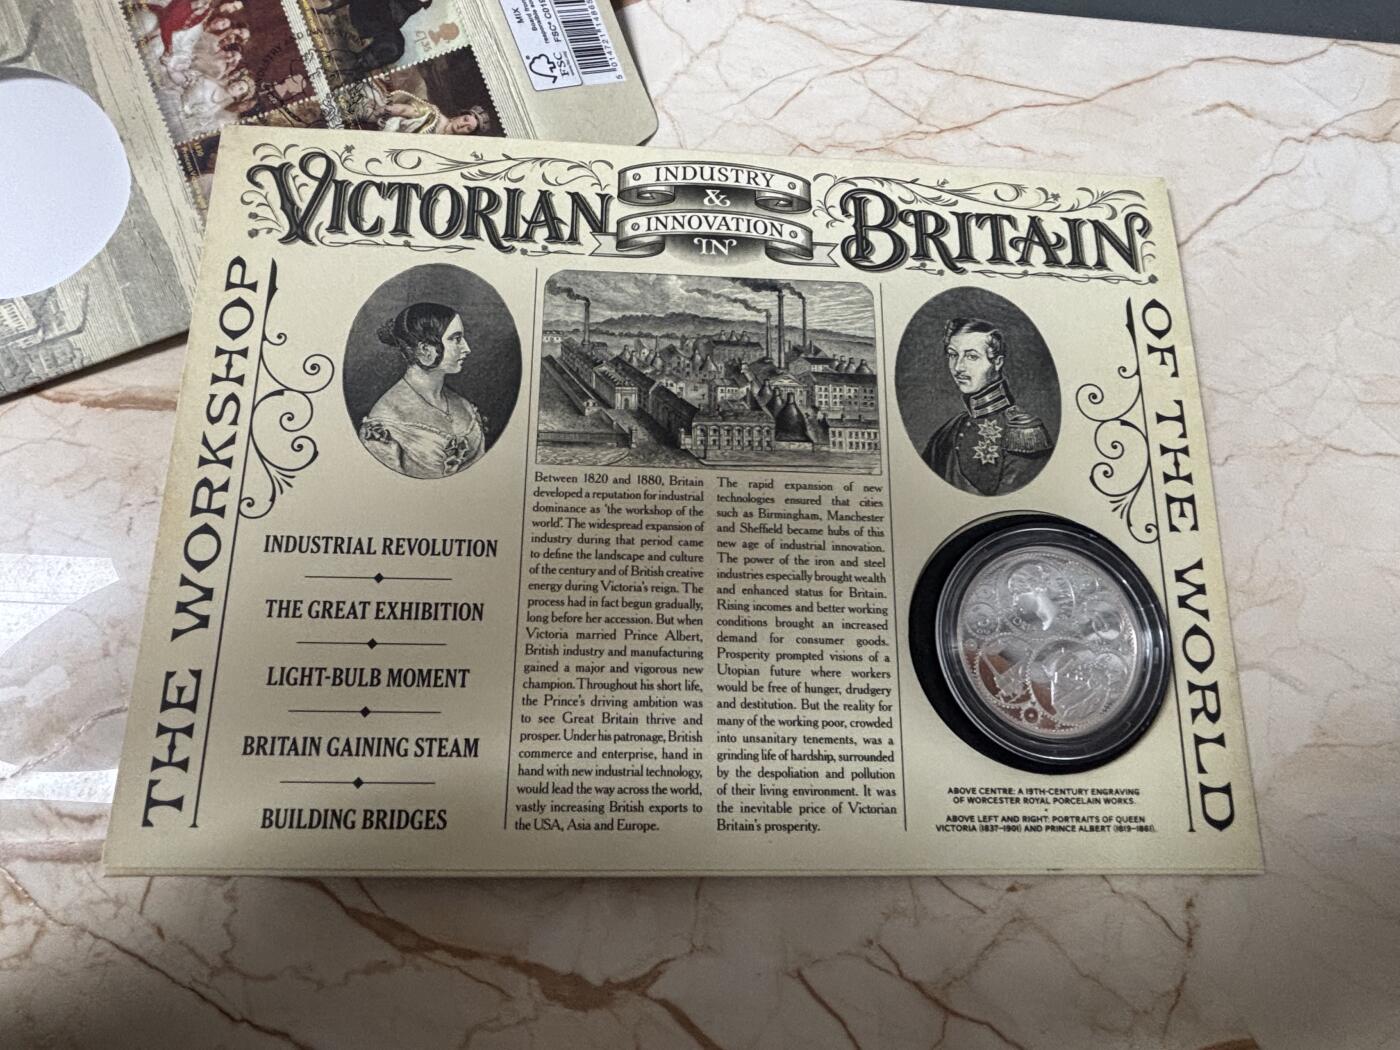 MIX
FSC
VICTORIAN
INDUSTRY
&
INNOVATION
IN
BRITAIN
THE WORKSHOP
OF THE WORLD
INDUSTRIAL REVOLUTION
THE GREAT EXHIBITION
LIGHT-BULB MOMENT
BRITAIN GAINING STEAM
BUILDING BRIDGES
Between 1820 and 1880, Britain
developed a reputation for industrial
dominance as 'the workshop of the
world'. The widespread expansion of
industry during that period came
to define the landscape and culture
of the century and of British creative
energy during Victoria's reign. The
process had in fact begun gradually,
long before her accession. But when
Victoria married Prince Albert,
British industry and manufacturing
gained a major and vigorous new
champion. Throughout his short life,
the Prince's driving ambition was
to see Great Britain thrive and
prosper. Under his patronage, British
commerce and enterprise, hand in
hand with new industrial technology,
would lead the way across the world,
vastly increasing British exports to
the USA, Asia and Europe.
The rapid expansion of new
technologies ensured that cities
such as Birmingham, Manchester
and Sheffield became hubs of this
new age of industrial innovation.
The power of the iron and steel
industries especially brought wealth
and enhanced status for Britain.
Rising incomes and better working
conditions brought an increased
demand for consumer goods.
Prosperity prompted visions of a
Utopian future where workers
would be free of hunger, drudgery
and destitution. But the reality for
many of the working poor, crowded
into unsanitary tenements, was a
grinding life of hardship, surrounded
by the despoliation and pollution
of their living environment. It was
the inevitable price of Victorian
Britain's prosperity.
ABOVE CENTRE: A 19TH-CENTURY ENGRAVING
OF WORCESTER ROYAL PORCELAIN WORKS.
ABOVE LEFT AND RIGHT: PORTRAITS OF QUEEN
VICTORIA (1837–1901) AND PRINCE ALBERT (1819–1861).